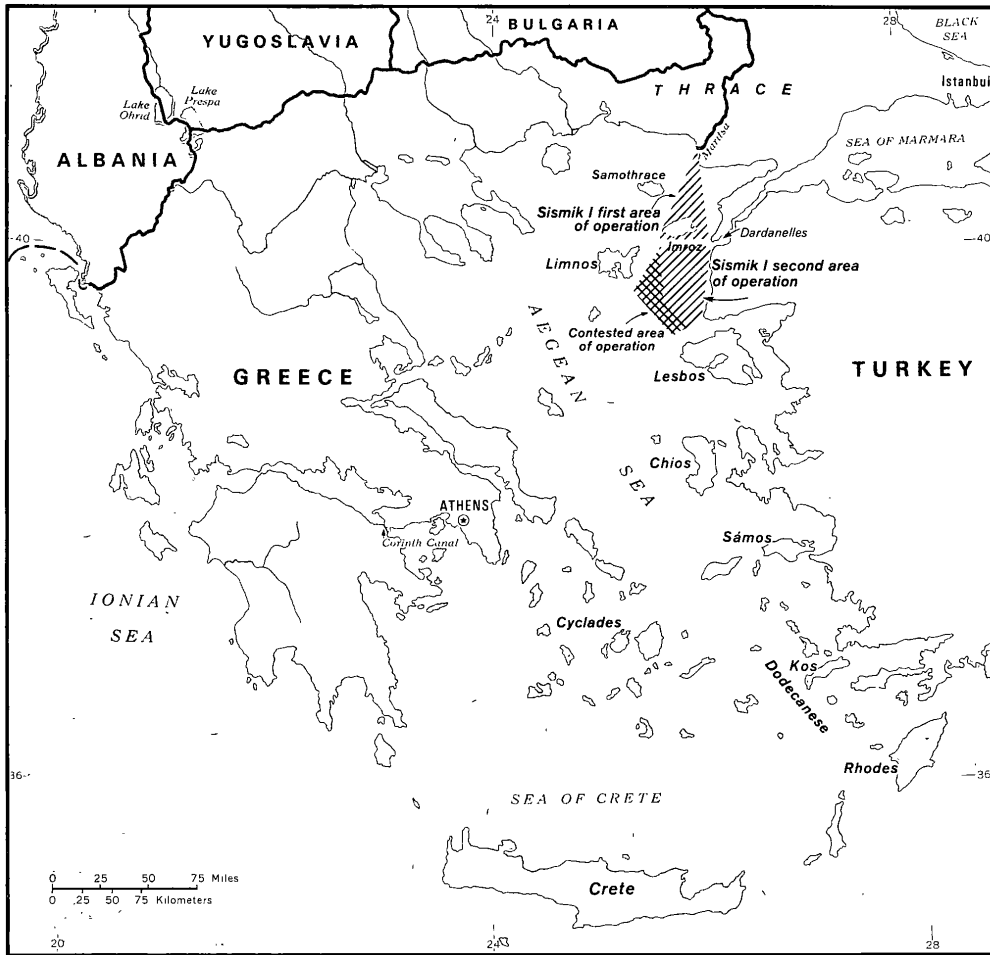 24
28
BULGARIA
BLACK
SEA
YUGOSLAVIA
Istanbul
THRACE
Lake
Prespa
Lake
Ohrid
Maritsa
SEA OF MARMARA
ALBANIA
Samothrace
Sismik I first area
of operation
40
Imroz
Dardanelles
40
Limnos
Sismik I second area
of operation
Contested area
of operation
AEGEAN
SEA
GREECE
Lesbos
TURKEY
Chios
ATHENS
Corinth Canal
Sámos
IONIAN
SEA
Cyclades
Kos
Dodecanese
Rhodes
36
36
SEA OF CRETE
0 25 50 75 Miles
0 25 50 75 Kilometers
Crete
20
24
28